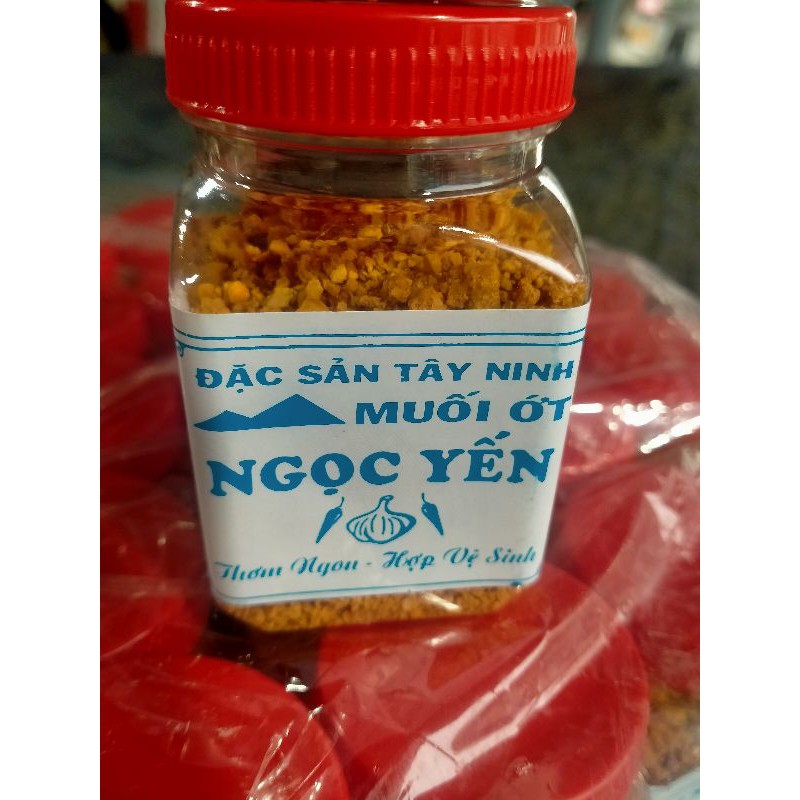 ĐẶC SẢN TÂY NINH
MUỐI ỚT
NGỌC YẾN
Thơm Ngon - Hợp Vệ Sinh